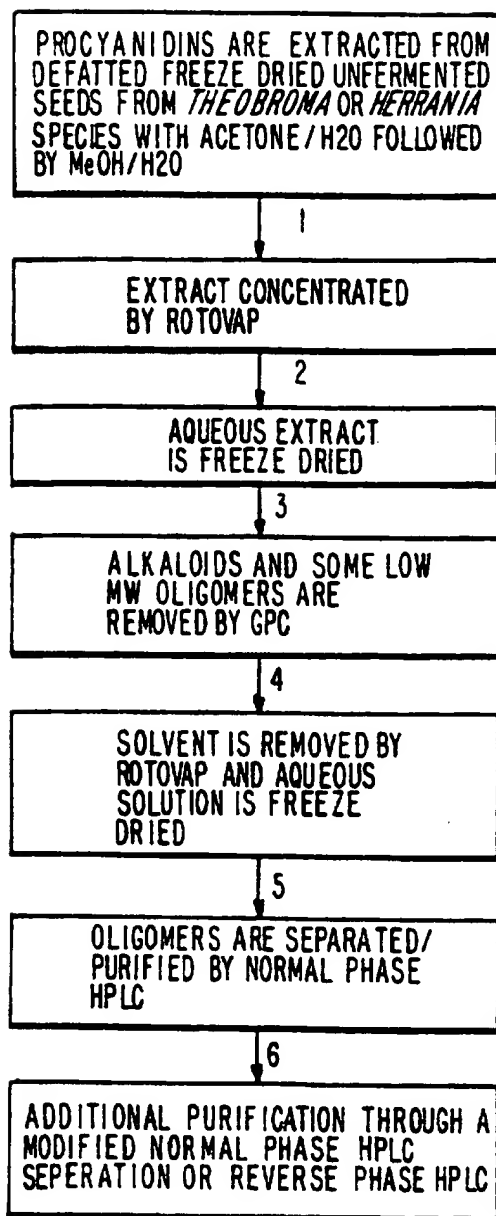 PROCYANIDINS ARE EXTRACTED FROM
DEFATTED FREEZE DRIED UNFERMENTED
SEEDS FROM THEOBROMA OR HERRANIA
SPECIES WITH ACETONE/H2O FOLLOWED
BY MeOH/H2O
1
EXTRACT CONCENTRATED
BY ROTOVAP
2
AQUEOUS EXTRACT
IS FREEZE DRIED
3
ALKALOIDS AND SOME LOW
MW OLIGOMERS ARE
REMOVED BY GPC
4
SOLVENT IS REMOVED BY
ROTOVAP AND AQUEOUS
SOLUTION IS FREEZE
DRIED
5
OLIGOMERS ARE SEPARATED/
PURIFIED BY NORMAL PHASE
HPLC
6
ADDITIONAL PURIFICATION THROUGH A
MODIFIED NORMAL PHASE HPLC
SEPERATION OR REVERSE PHASE HPLC